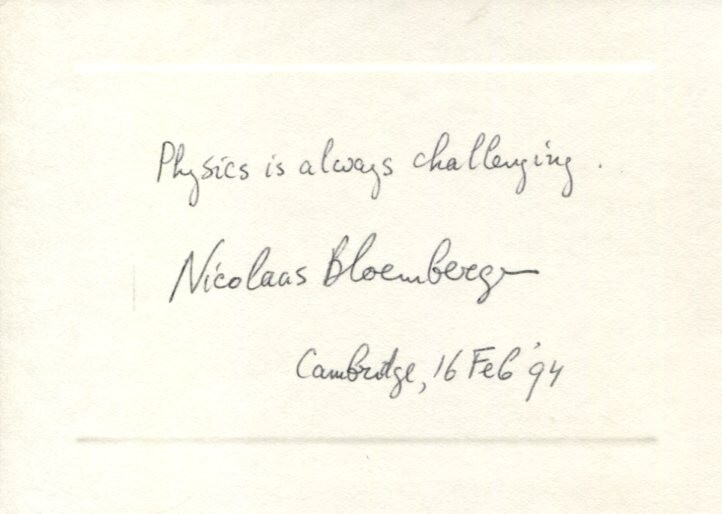 Physics is always challenging.
Nicolaas Bloembergen
Cambridge, 16 Feb '94